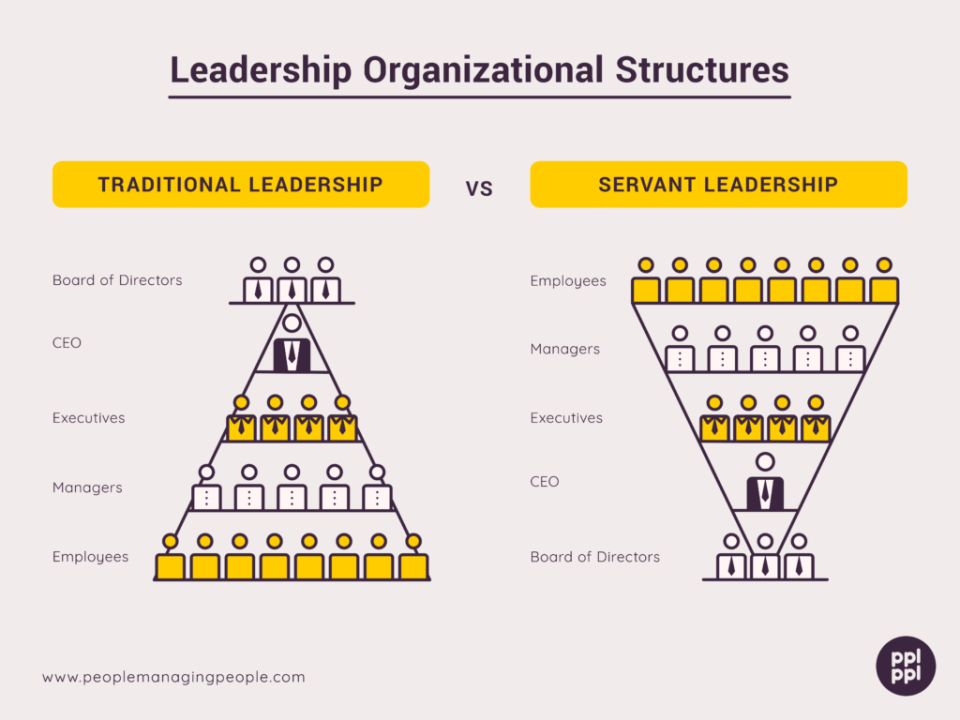 Leadership Organizational Structures
TRADITIONAL LEADERSHIP
VS
SERVANT LEADERSHIP
Board of Directors
CEO
Executives
Managers
Employees
Employees
Managers
Executives
CEO
Board of Directors
www.peoplemanagingpeople.com
ppl
ppl